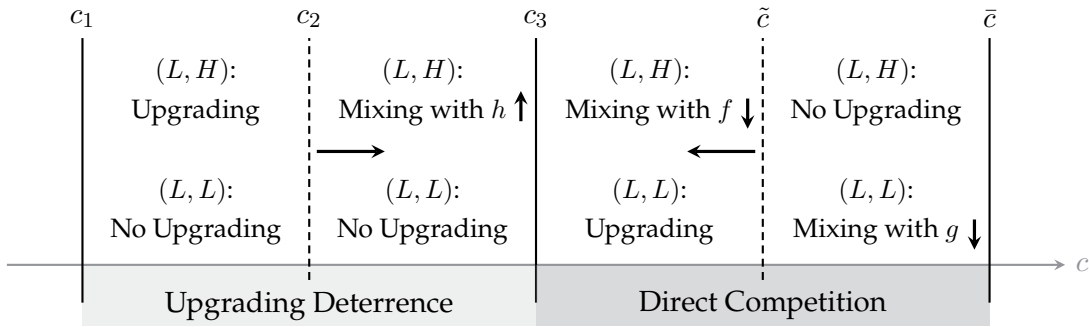 c₁ c₂ c₃ c̃ c̄
(L, H): (L, H): (L, H): (L, H):
Upgrading Mixing with h Mixing with f No Upgrading
(L, L): (L, L): (L, L): (L, L):
No Upgrading No Upgrading Upgrading Mixing with g
c
Upgrading Deterrence Direct Competition